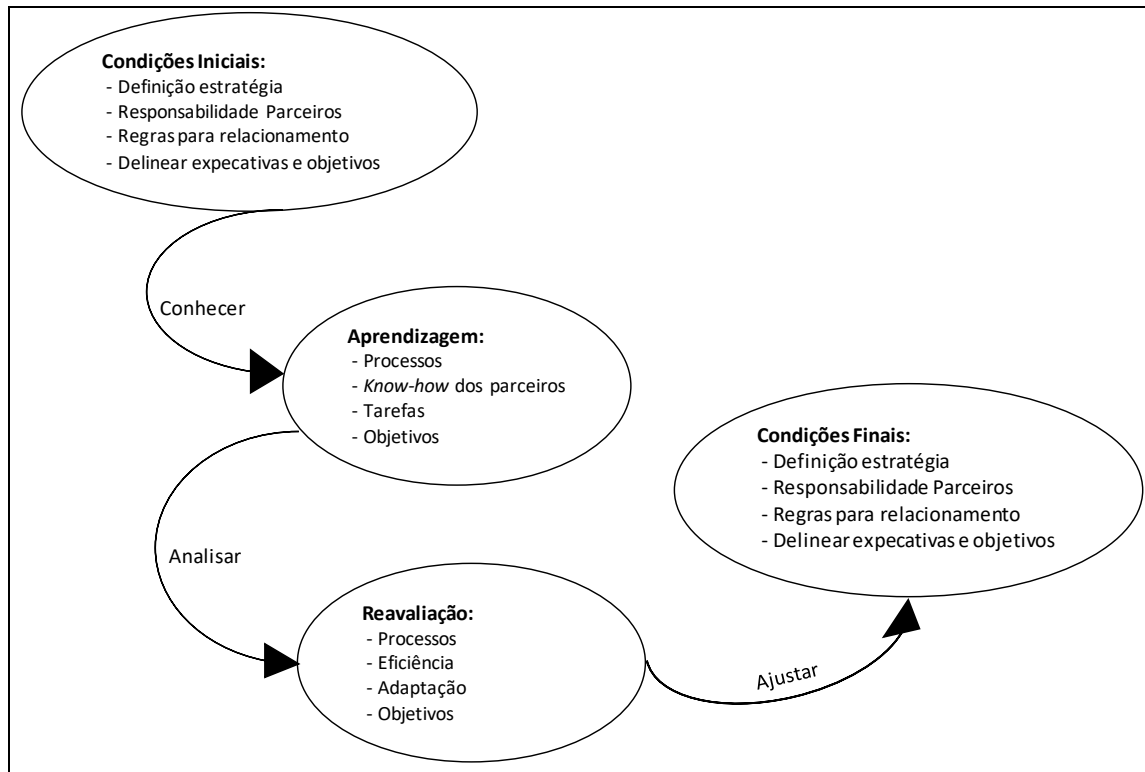 Condições Iniciais:
- Definição estratégia
- Responsabilidade Parceiros
- Regras para relacionamento
- Delinear expecativas e objetivos
Conhecer
Aprendizagem:
- Processos
- Know-how dos parceiros
- Tarefas
- Objetivos
Analisar
Reavaliação:
- Processos
- Eficiência
- Adaptação
- Objetivos
Ajustar
Condições Finais:
- Definição estratégia
- Responsabilidade Parceiros
- Regras para relacionamento
- Delinear expecativas e objetivos